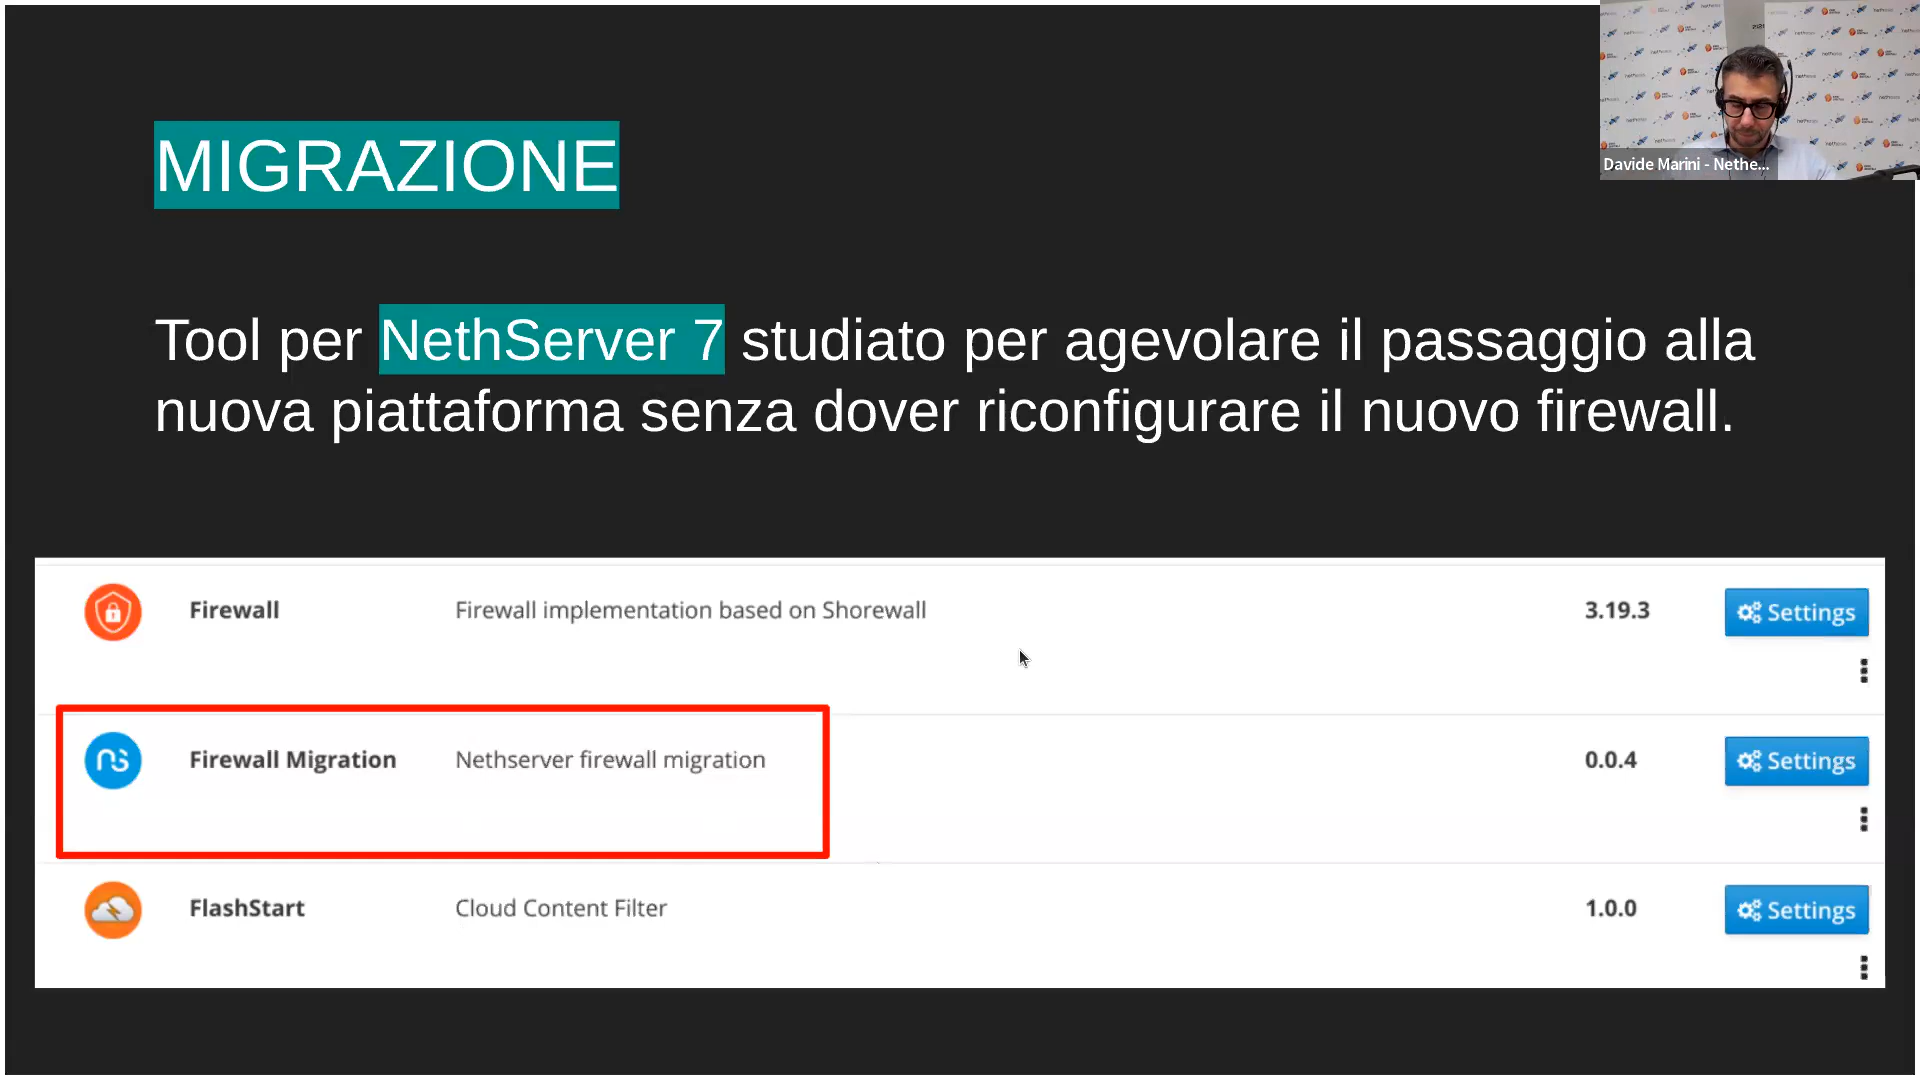 MIGRAZIONE
Davide Marini - Nethe...
Tool per NethServer 7 studiato per agevolare il passaggio alla
nuova piattaforma senza dover riconfigurare il nuovo firewall.
Firewall Firewall implementation based on Shorewall 3.19.3 Settings
Firewall Migration Nethserver firewall migration 0.0.4 Settings
FlashStart Cloud Content Filter 1.0.0 Settings